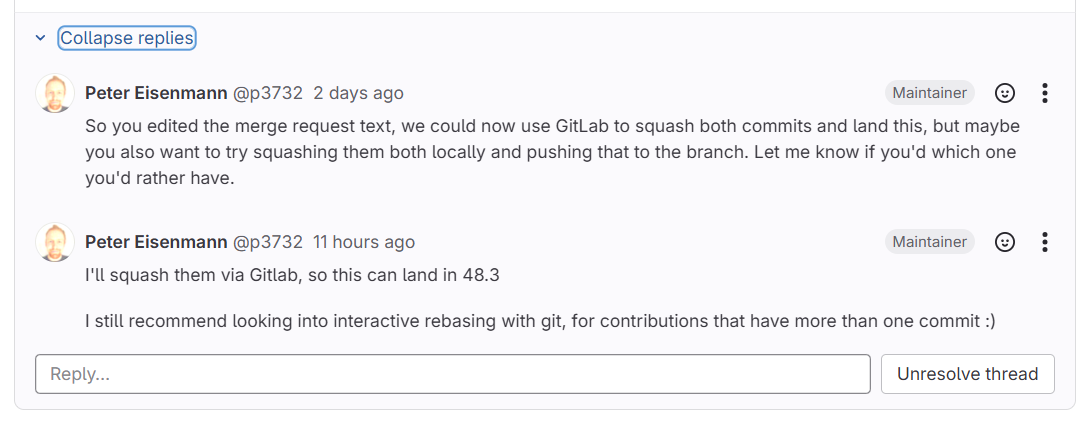 Collapse replies
Peter Eisenmann @p3732 2 days ago Maintainer
So you edited the merge request text, we could now use GitLab to squash both commits and land this, but maybe
you also want to try squashing them both locally and pushing that to the branch. Let me know if you'd which one
you'd rather have.
Peter Eisenmann @p3732 11 hours ago Maintainer
I'll squash them via Gitlab, so this can land in 48.3
I still recommend looking into interactive rebasing with git, for contributions that have more than one commit :)
Reply... Unresolve thread